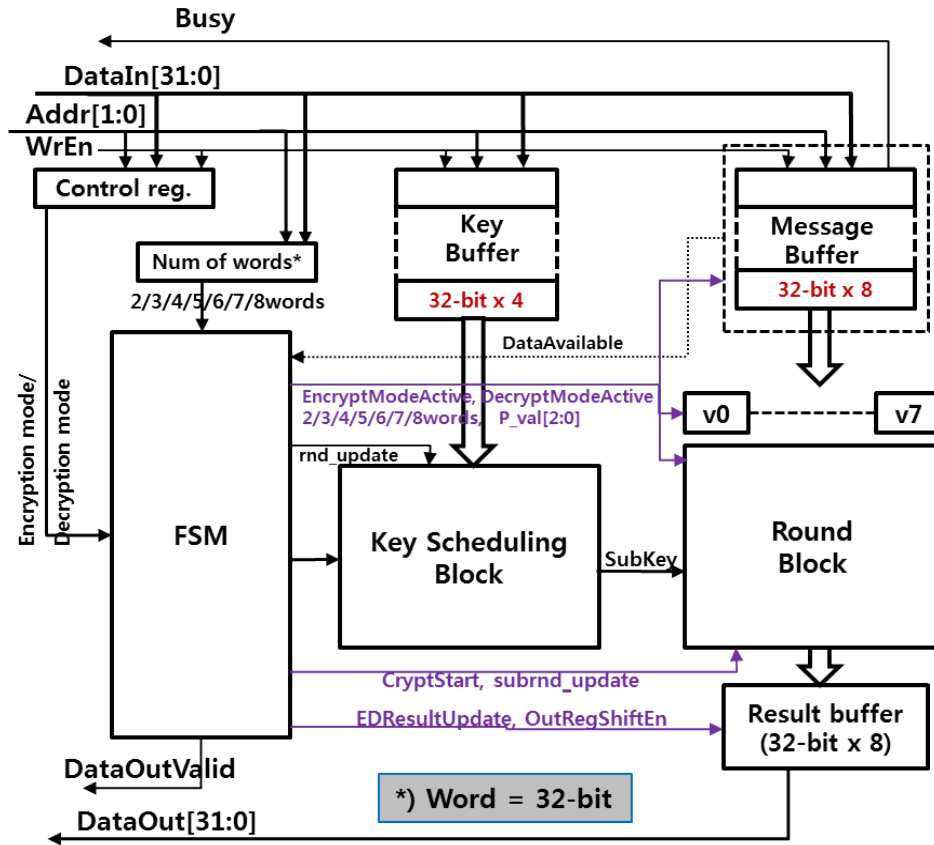 Busy
DataIn[31:0]
Addr[1:0]
WrEn
Control reg.
Key
Buffer
32-bit x 4
Message
Buffer
32-bit x 8
Num of words*
2/3/4/5/6/7/8words
DataAvailable
EncryptModeActive, DecryptModeActive
2/3/4/5/6/7/8words, P_val[2:0]
v0
v7
rnd_update
Encryption mode/
Decryption mode
FSM
Key Scheduling
Block
SubKey
Round
Block
CryptStart, subrnd_update
EDResultUpdate, OutRegShiftEn
Result buffer
(32-bit x 8)
DataOutValid
*) Word = 32-bit
DataOut[31:0]